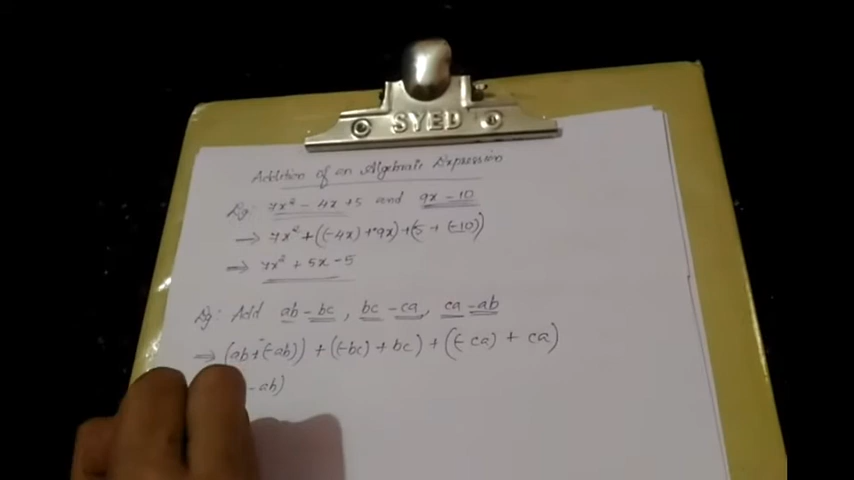 SYED
Addition of an Algebraic Expression
Eg: 7x² - 4x + 5 and 9x - 10
→ 7x² + ((-4x) + 9x) + (5 + (-10))
⇒ 7x² + 5x - 5
Eg: Add ab - bc, bc - ca, ca - ab
⇒ (ab + (-ab)) + (-bc) + bc) + (-ca) + ca)
- ab)